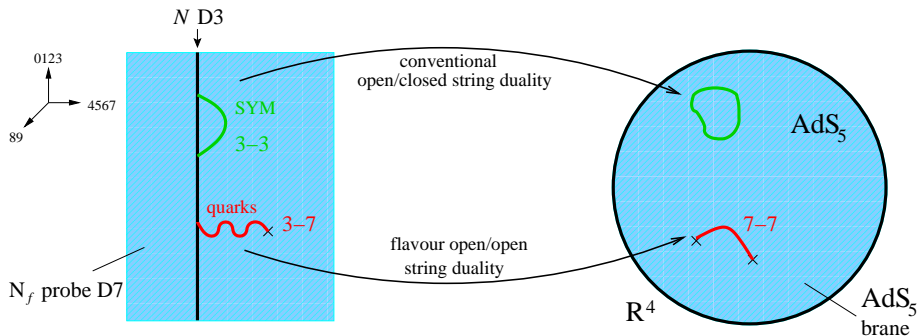 N D3
0123
4567
89
SYM
3–3
quarks
3–7
N_f probe D7
conventional
open/closed string duality
flavour open/open
string duality
AdS₅
7–7
R⁴
AdS₅
brane